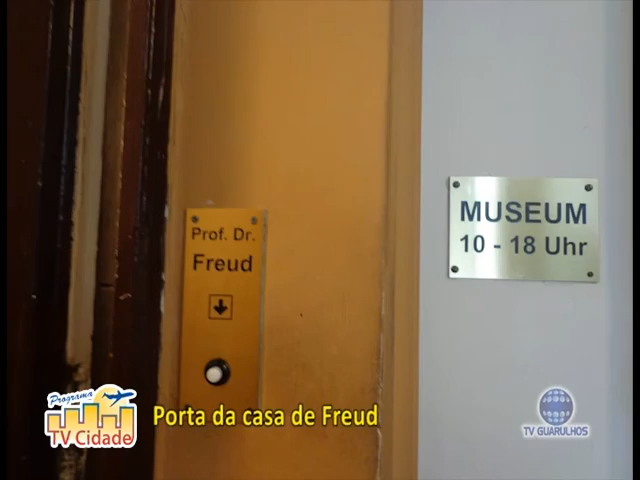 Prof. Dr.
Freud
MUSEUM
10 - 18 Uhr
Programa
TV Cidade
Porta da casa de Freud
TV GUARULHOS